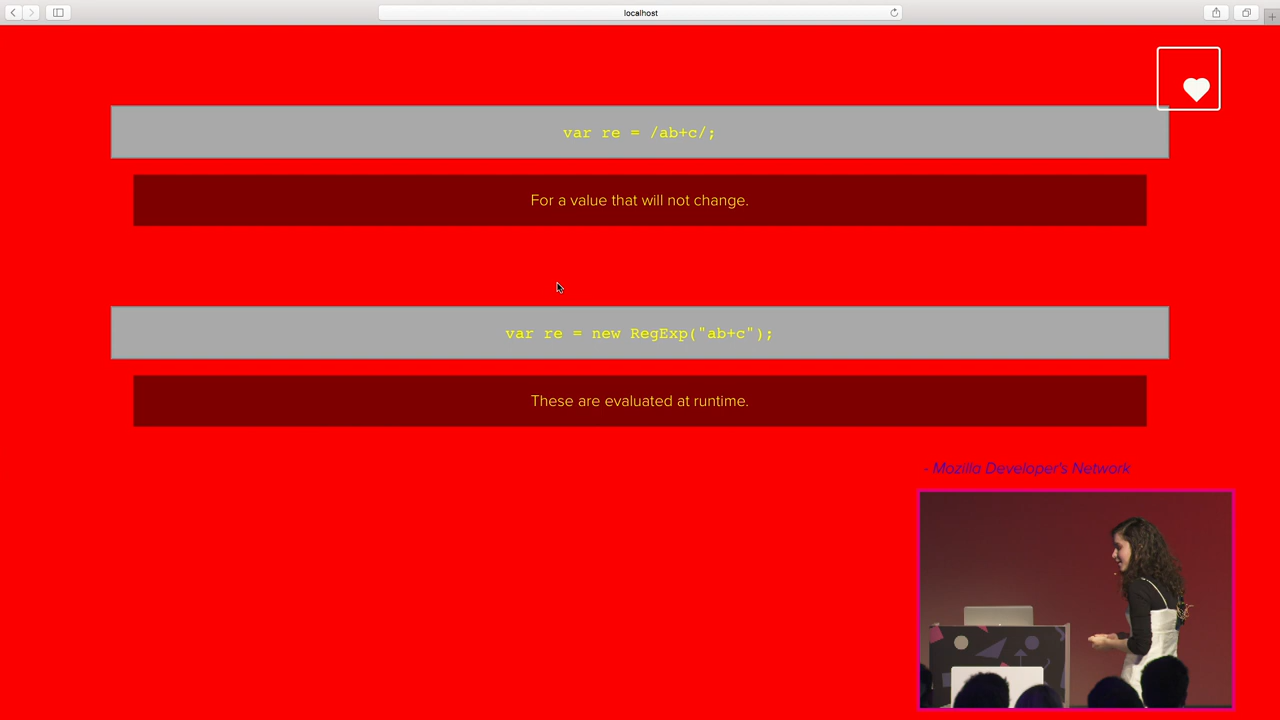 localhost
var re = /ab+c/;
For a value that will not change.
var re = new RegExp("ab+c");
These are evaluated at runtime.
- Mozilla Developer's Network